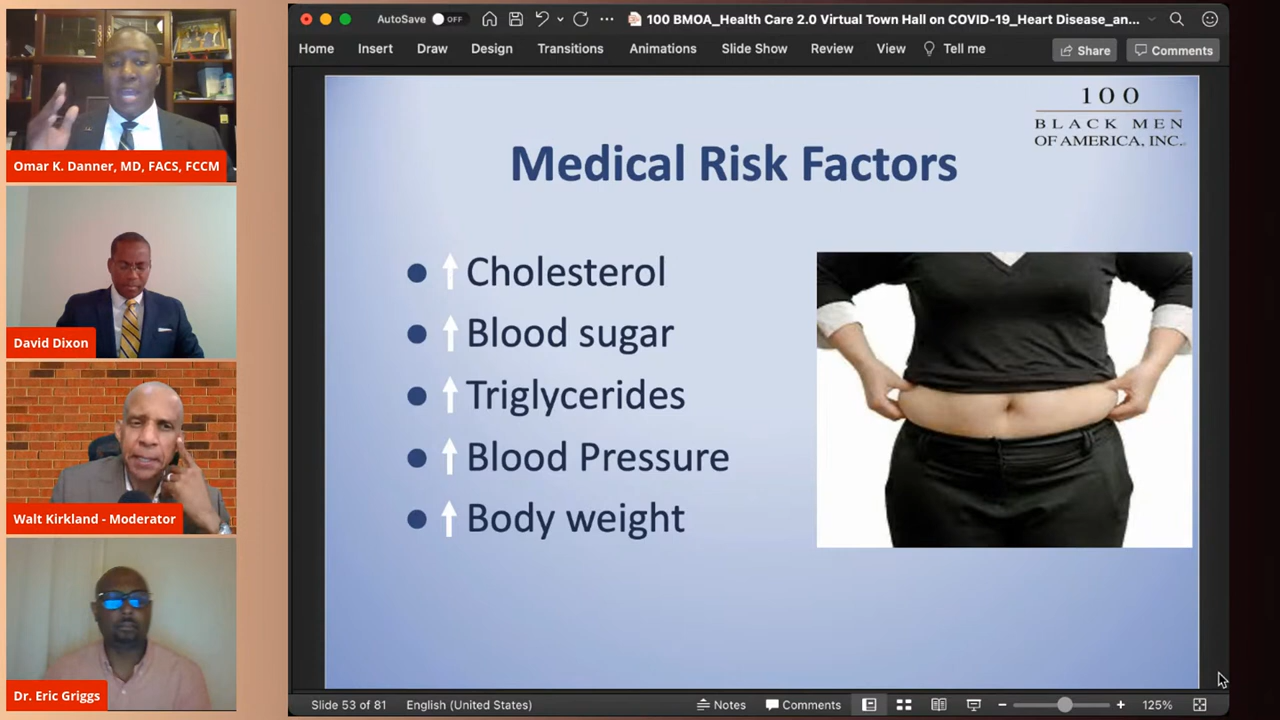 Omar K. Danner, MD, FACS, FCCM
David Dixon
Walt Kirkland - Moderator
Dr. Eric Griggs
AutoSave OFF
100 BMOA_Health Care 2.0 Virtual Town Hall on COVID-19_Heart Disease_an...
Home Insert Draw Design Transitions Animations Slide Show Review View Tell me Share Comments
100
BLACK MEN
OF AMERICA, INC.
Medical Risk Factors
• ↑ Cholesterol
• ↑ Blood sugar
• ↑ Triglycerides
• ↑ Blood Pressure
• ↑ Body weight
Slide 53 of 81 English (United States) Notes Comments 125%